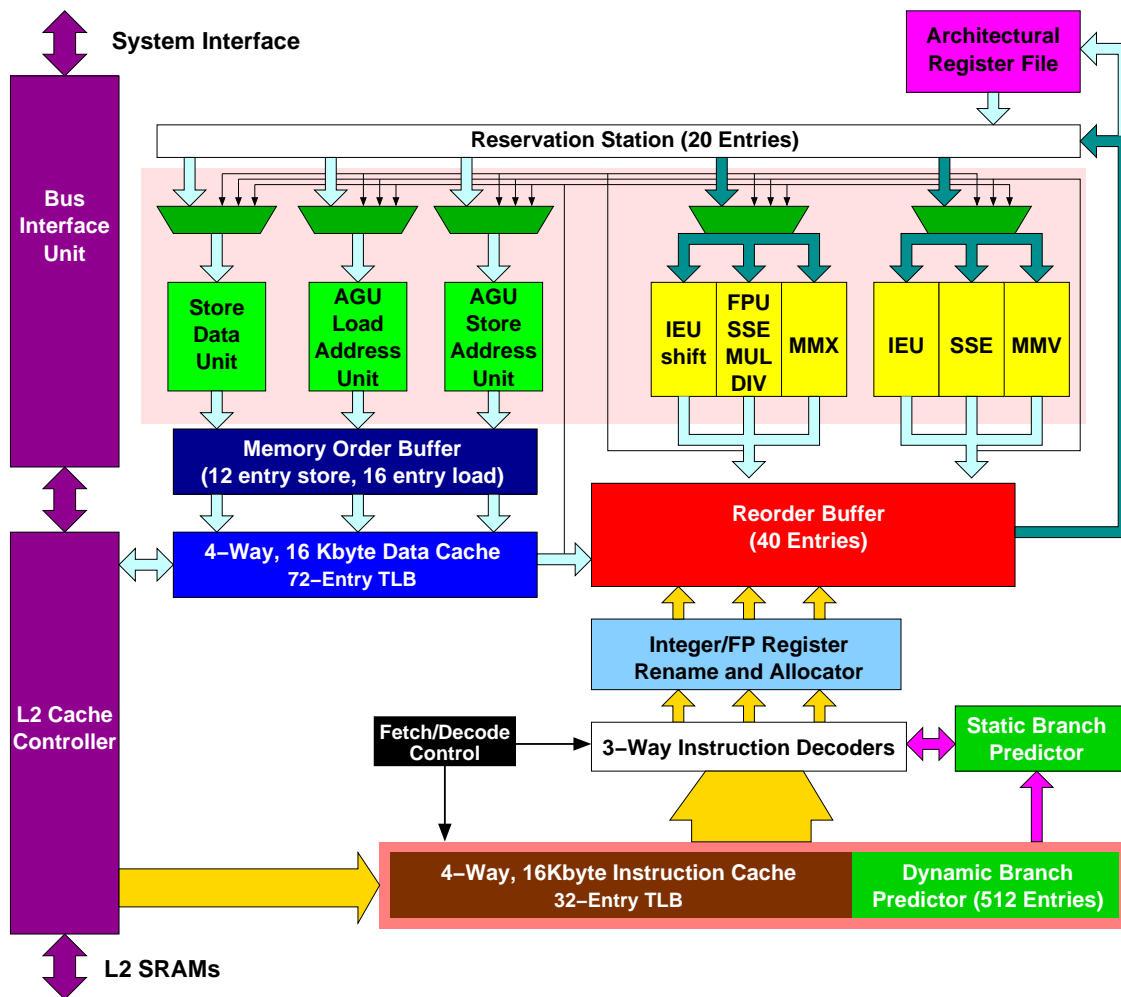 System Interface
Architectural
Register File
Reservation Station (20 Entries)
Bus
Interface
Unit
Store
Data
Unit
AGU
Load
Address
Unit
AGU
Store
Address
Unit
IEU
shift
FPU
SSE
MUL
DIV
MMX
IEU
SSE
MMV
Memory Order Buffer
(12 entry store, 16 entry load)
Reorder Buffer
(40 Entries)
4–Way, 16 Kbyte Data Cache
72–Entry TLB
Integer/FP Register
Rename and Allocator
L2 Cache
Controller
Fetch/Decode
Control
3–Way Instruction Decoders
Static Branch
Predictor
4–Way, 16Kbyte Instruction Cache
32–Entry TLB
Dynamic Branch
Predictor (512 Entries)
L2 SRAMs